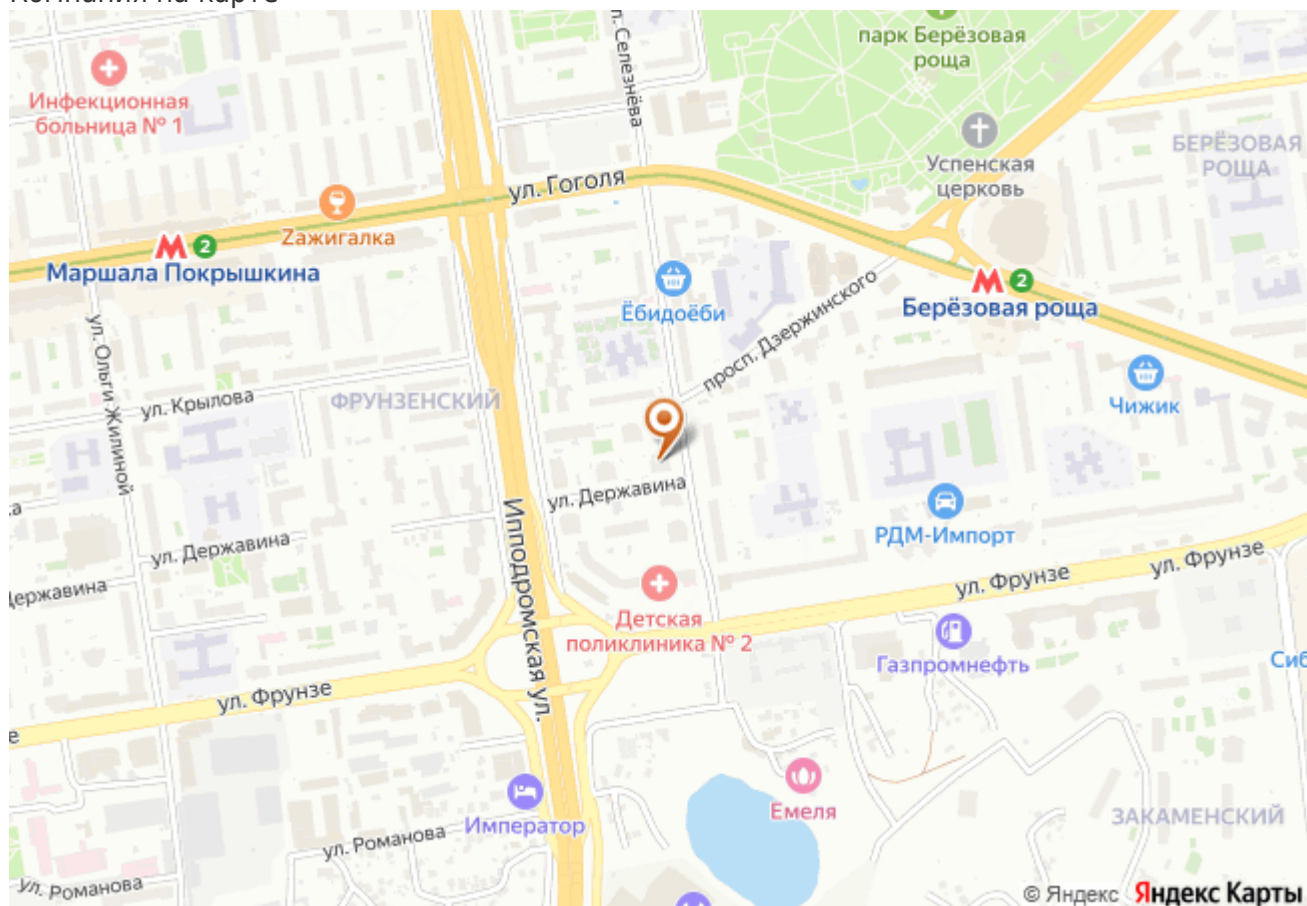 Компания на карте
ул. Селезнёва
парк Берёзовая
роща
Инфекционная
больница № 1
Успенская
церковь
БЕРЁЗОВАЯ
РОЩА
ул. Гоголя
Zажигалка
2
Маршала Покрышкина
Ёбидоёби
2
Берёзовая роща
просп. Дзержинского
ул. Ольги Жилиной
ул. Крылова
ФРУНЗЕНСКИЙ
Чижик
ул. Державина
Ипподромская ул.
РДМ-Импорт
ул. Державина
ул. Фрунзе
ул. Фрунзе
Детская
поликлиника № 2
Газпромнефть
Сиб
ул. Фрунзе
Емеля
Император
ЗАКАМЕНСКИЙ
ул. Романова
ул. Романова
© Яндекс Яндекс Карты